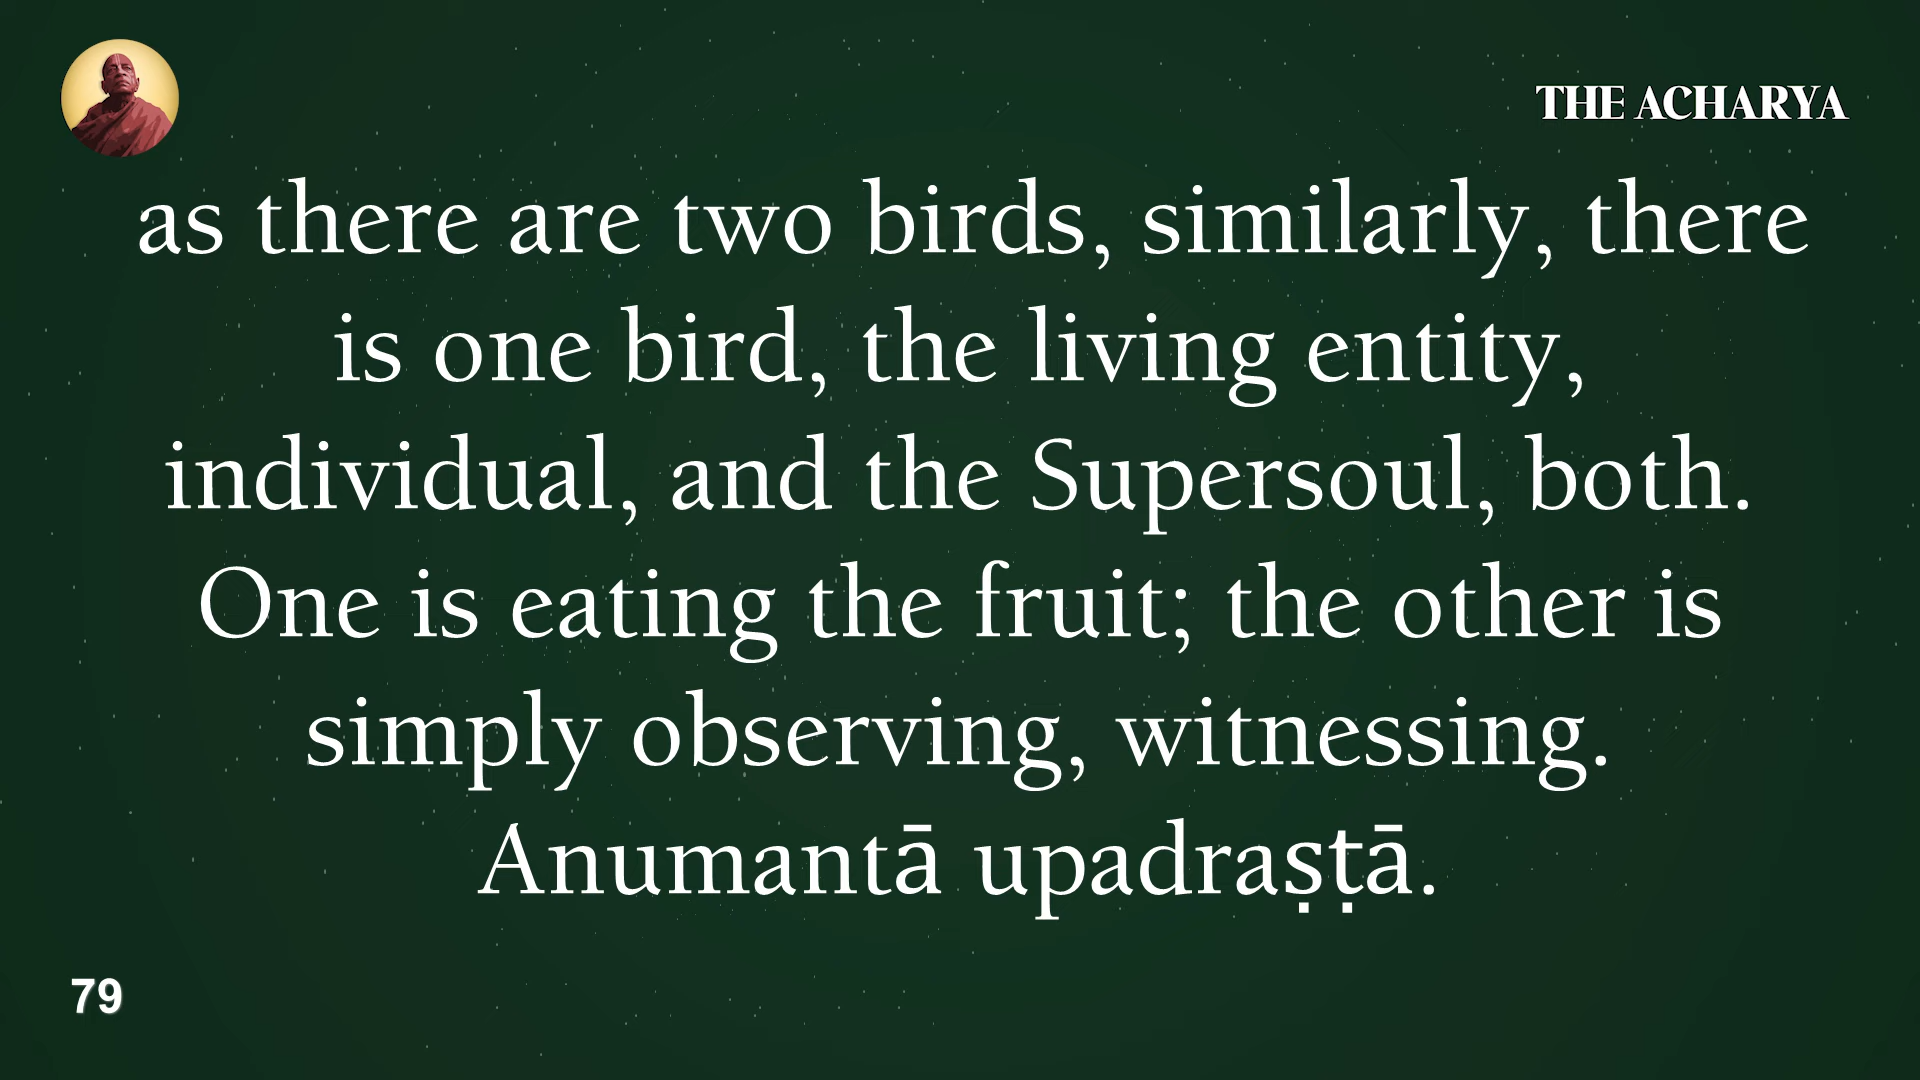 THE ACHARYA
as there are two birds, similarly, there
is one bird, the living entity,
individual, and the Supersoul, both.
One is eating the fruit; the other is
simply observing, witnessing.
Anumantā upadraṣṭā.
79